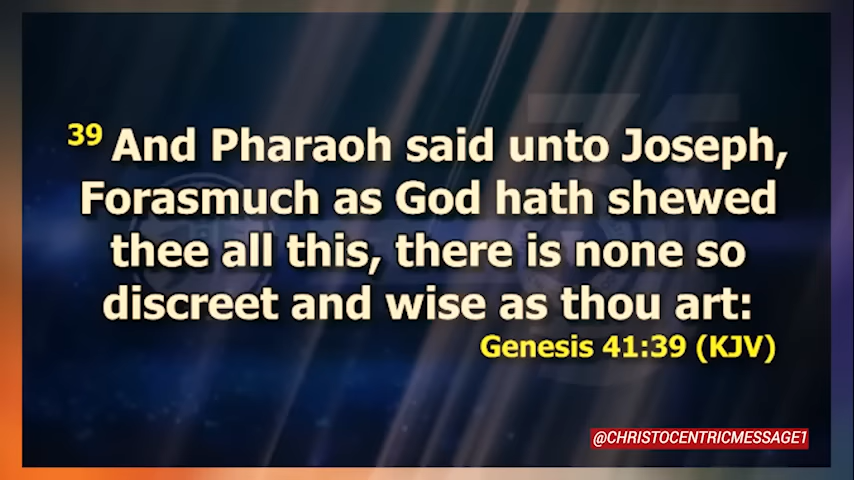 39 And Pharaoh said unto Joseph,
Forasmuch as God hath shewed
thee all this, there is none so
discreet and wise as thou art:
Genesis 41:39 (KJV)
@CHRISTOCENTRICMESSAGE1